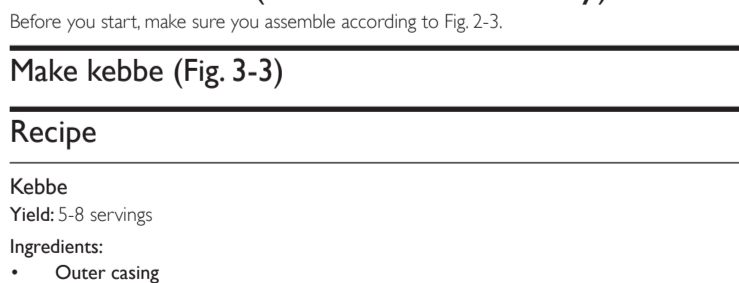 Before you start, make sure you assemble according to Fig. 2-3.
Make kebbe (Fig. 3-3)
Recipe
Kebbe
Yield: 5-8 servings
Ingredients:
• Outer casing